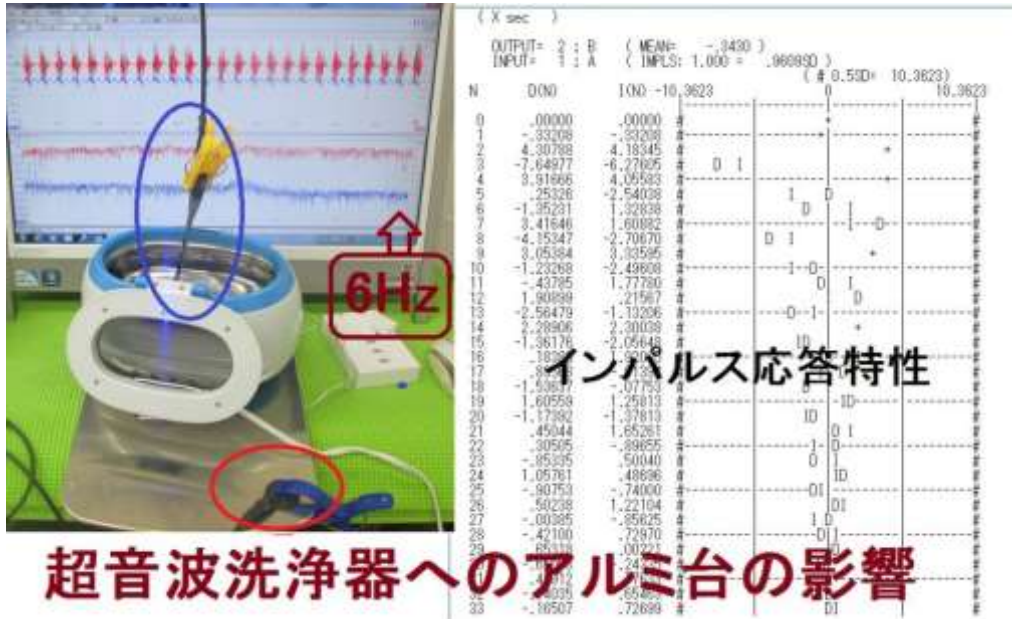 6Hz
( X sec )
OUTPUT= 2 : B ( MEAN= -.3430 )
INPUT= 1 : A ( IMPLS: 1.000 = .9609SD )
( # 0.5SD= 10.3623)
N D(N) I(N) -10.3623 0 10.3623
0 .00000 .00000
1 -.33208 -.33208
2 4.30788 4.18345
3 -7.64977 -6.27605
4 3.91666 4.05583
5 .25326 -2.54038
6 -1.35231 1.32838
7 3.41646 1.60882
8 -4.15347 -2.70670
9 3.05384 3.33595
10 -1.23268 -2.49608
11 -.43785 1.77780
12 1.90899 .21567
13 -2.56479 -1.13206
14 2.28906 2.30038
15 -1.36176
16
インパルス応答特性
17
18 -.07753
19 1.60559 1.25813
20 -1.17392 -1.37813
21 .45044 1.65261
22 .30505 -.89655
23 -.85335 .50040
24 1.05761 .48696
25 -.90753 -.74000
26 .50238 1.22104
27 -.00385 -.85625
28 -.42100 .72970
超音波洗浄器へのアルミ台の影響
33 -.16507 .72699